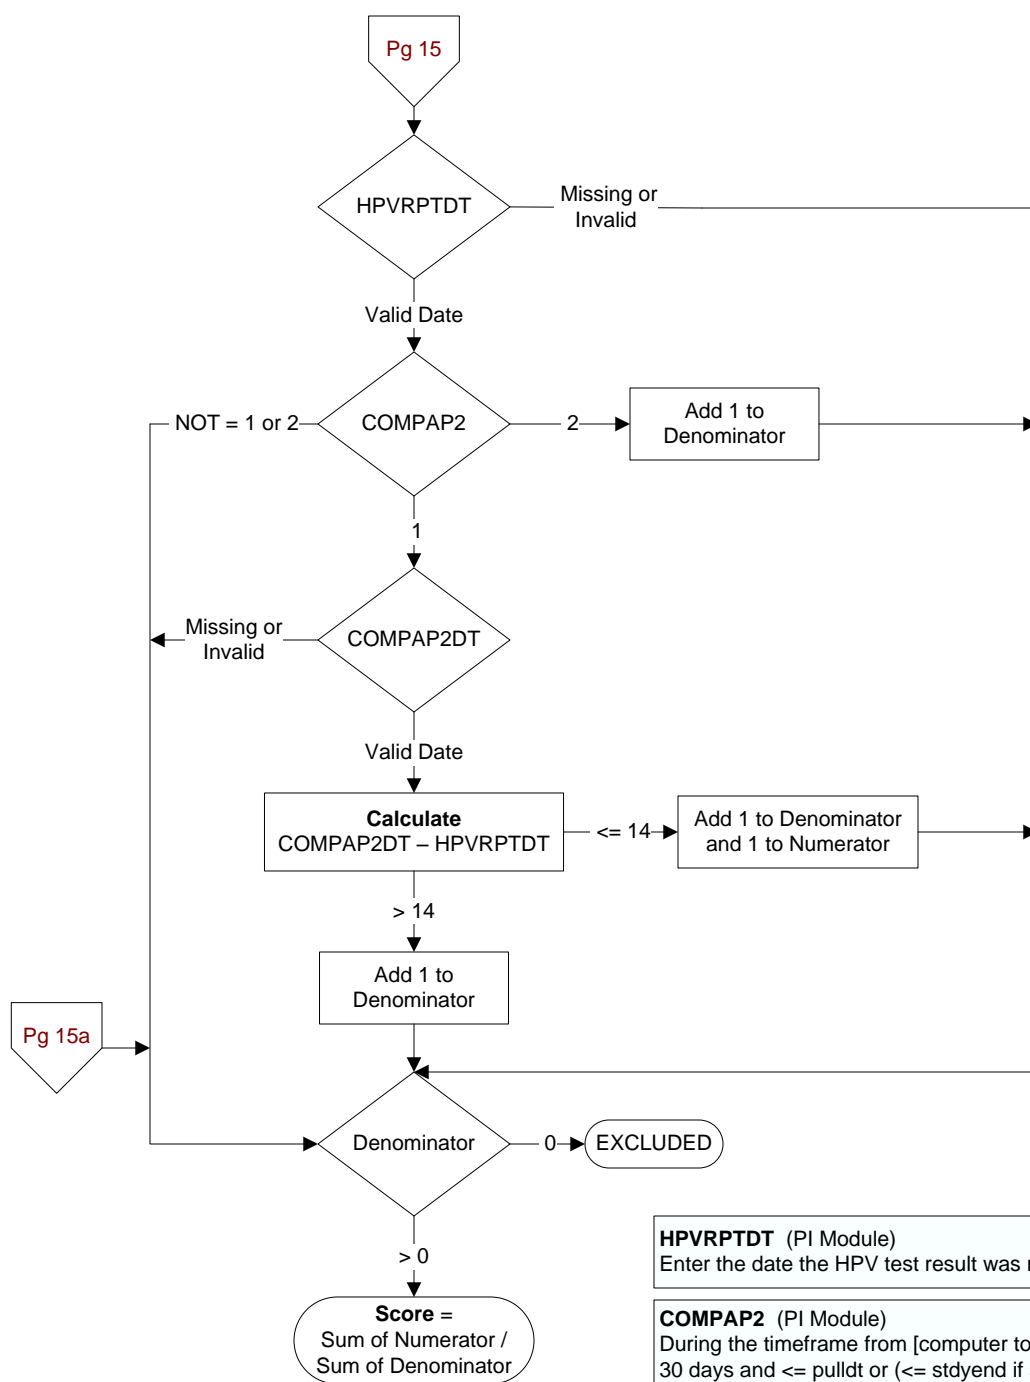 Pg 15
HPVRPTDT
Missing or
Invalid
Valid Date
NOT = 1 or 2
COMPAP2
2
Add 1 to
Denominator
1
Missing or
Invalid
COMPAP2DT
Valid Date
Calculate
COMPAP2DT – HPVRPTDT
<= 14
Add 1 to Denominator
and 1 to Numerator
> 14
Add 1 to
Denominator
Pg 15a
Denominator
0
EXCLUDED
> 0
Score =
Sum of Numerator /
Sum of Denominator
HPVRPTDT (PI Module)
Enter the date the HPV test result was
COMPAP2 (PI Module)
During the timeframe from [computer to
30 days and <= pulldt or (<= stdyend if